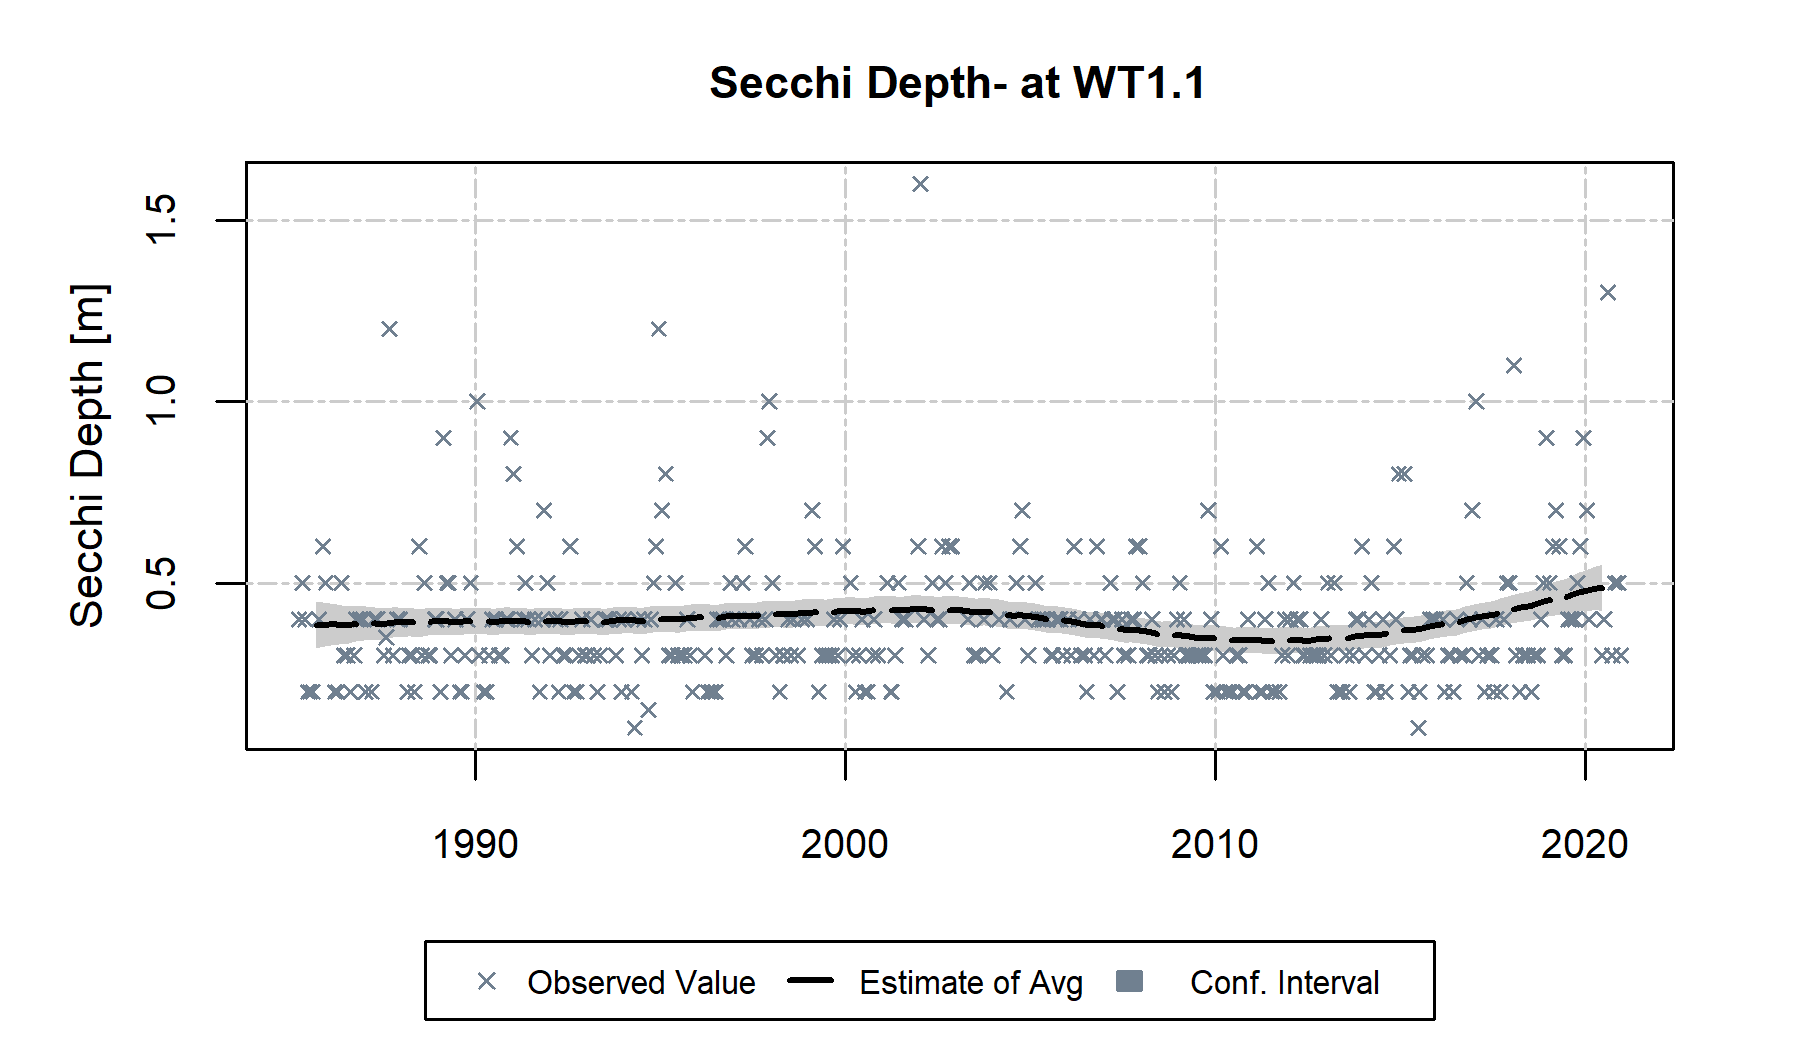 Secchi Depth- at WT1.1
Secchi Depth [m]
1.5
1.0
0.5
1990 2000 2010 2020
Observed Value Estimate of Avg Conf. Interval